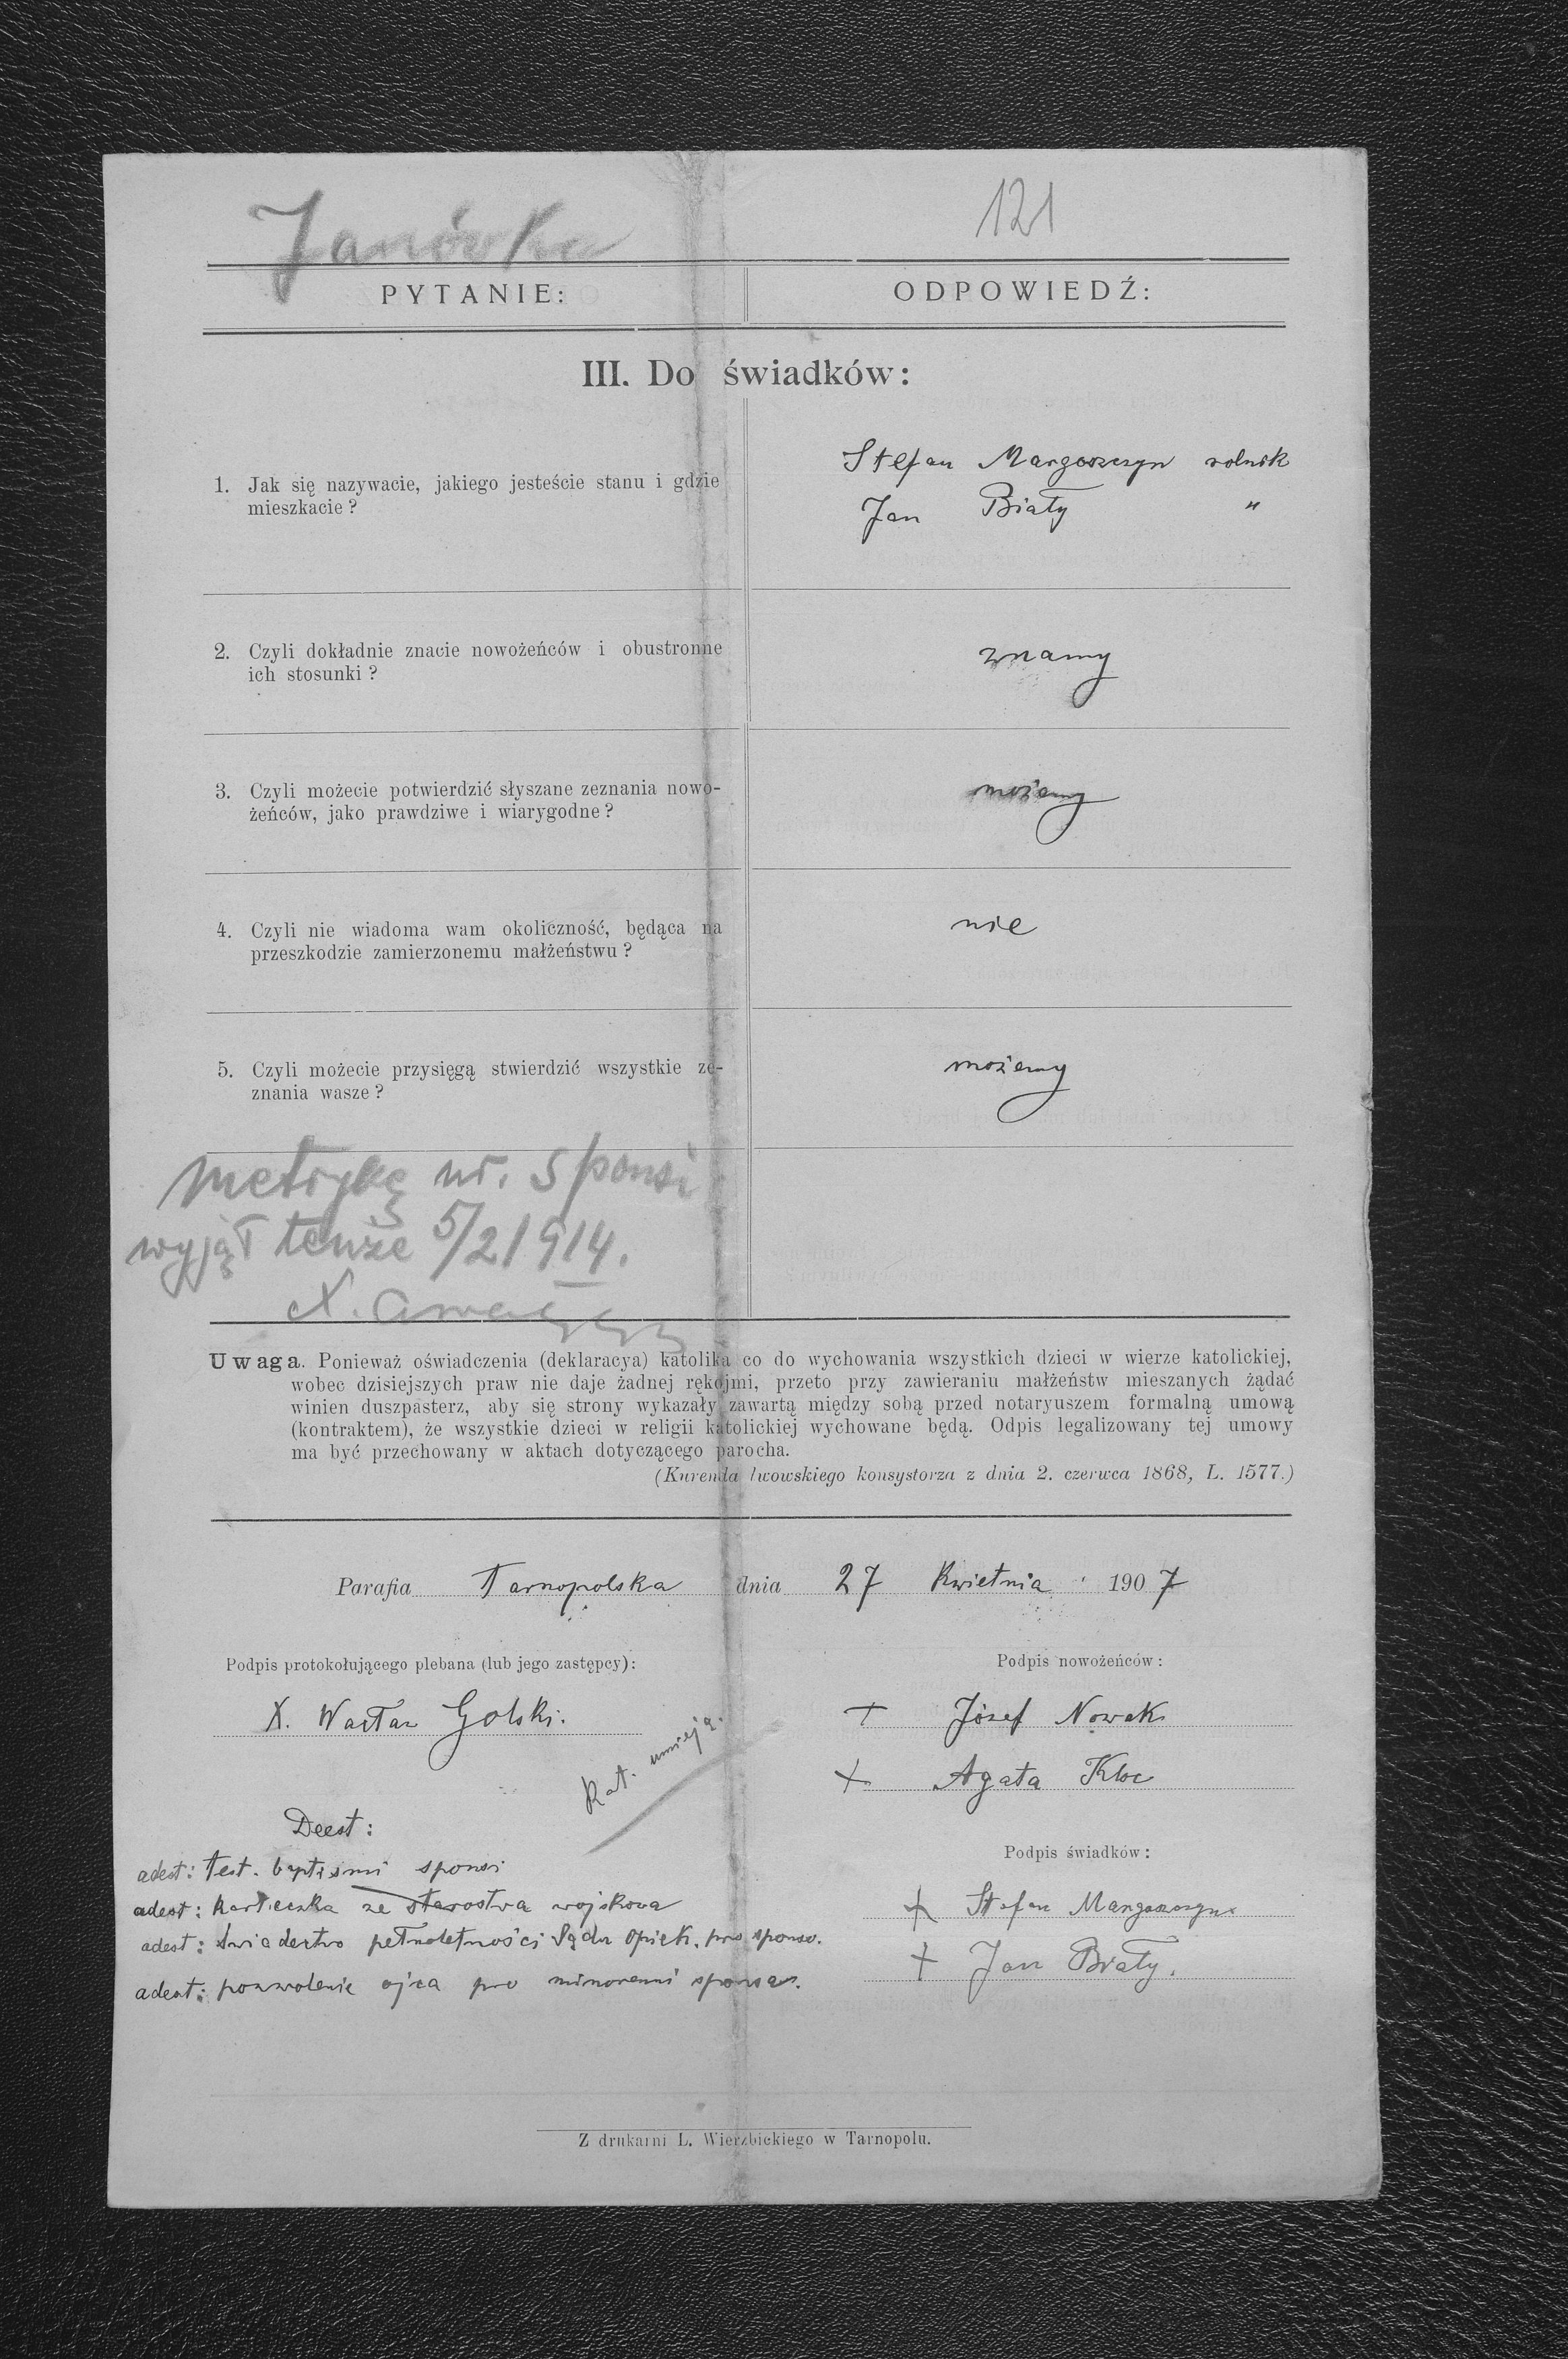 Janówka
121
PYTANIE:
ODPOWIEDŹ:
III. Do świadków:
1. Jak się nazywacie, jakiego jesteście stanu i gdzie
mieszkacie?
Stefan Margoszczyn rolnik
Jan Biały "
2. Czyli dokładnie znacie nowożeńców i obustronne
ich stosunki?
znamy
3. Czyli możecie potwierdzić słyszane zeznania nowo-
żeńców, jako prawdziwe i wiarygodne?
możemy
4. Czyli nie wiadoma wam okoliczność, będąca na
przeszkodzie zamierzonemu małżeństwu?
nie
5. Czyli możecie przysięgą stwierdzić wszystkie ze-
znania wasze?
możemy
metrykę ur. sponsi
wyjął tenże 5/2 1914.
X.
Uwaga. Ponieważ oświadczenia (deklaracya) katolika co do wychowania wszystkich dzieci w wierze katolickiej,
wobec dzisiejszych praw nie daje żadnej rękojmi, przeto przy zawieraniu małżeństw mieszanych żądać
winien duszpasterz, aby się strony wykazały zawartą między sobą przed notaryuszem formalną umową
(kontraktem), że wszystkie dzieci w religii katolickiej wychowane będą. Odpis legalizowany tej umowy
ma być przechowany w aktach dotyczącego parocha.
(Kurenda lwowskiego konsystorza z dnia 2. czerwca 1868, L. 1577.)
Parafia Tarnopolska dnia 27 Kwietnia 1907
Podpis protokołującego plebana (lub jego zastępcy):
Podpis nowożeńców:
X. Wacław Golski.
+ Józef Nowak
Kat. umieją.
+ Agata Kloc
Deest:
adest: test. baptismi sponsi
adest: karteczka ze starostwa wojskowa
adest: świadectwo pełnoletności Sądu Opiek. pro sponso.
adest: pozwolenie ojca pro minorenni sponsa.
Podpis świadków:
+ Stefan Margoszczyn
+ Jan Biały.
Z drukarni L. Wierzbickiego w Tarnopolu.